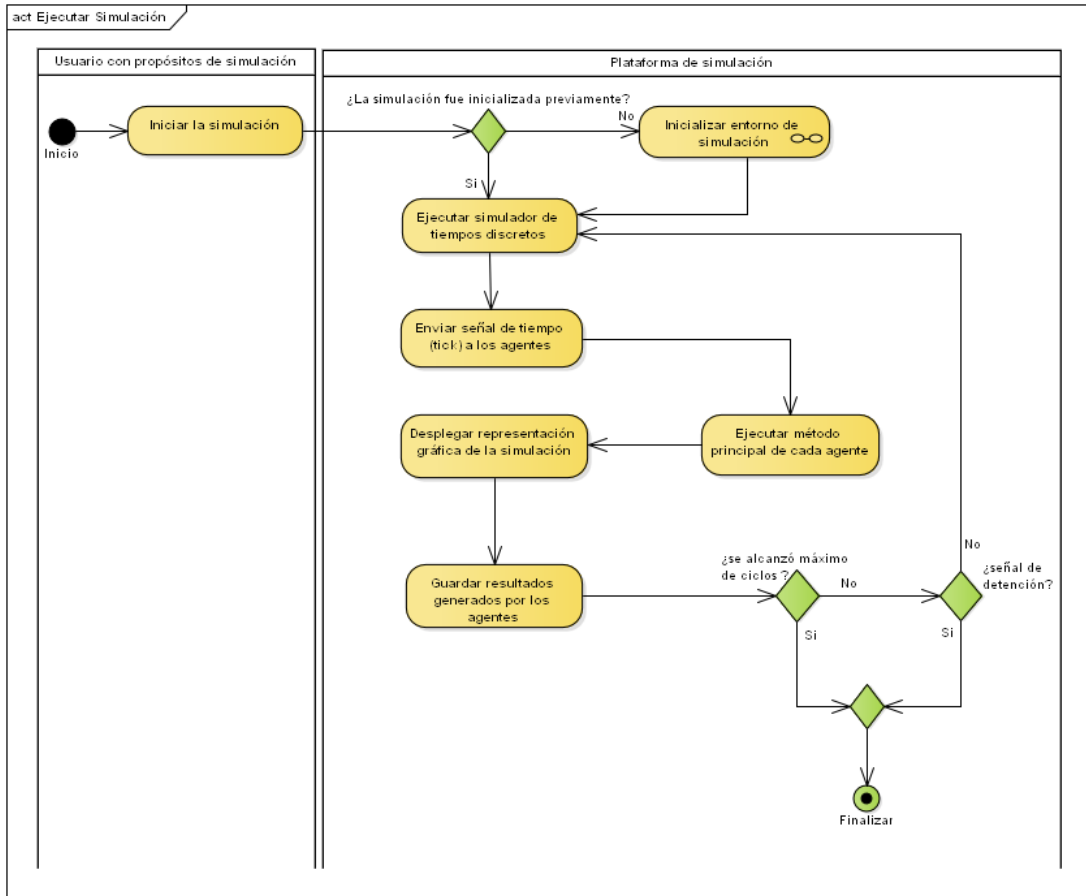 act Ejecutar Simulación
Usuario con propósitos de simulación
Plataforma de simulación
¿La simulación fue inicializada previamente?
Iniciar la simulación
Inicio
No
Inicializar entorno de
simulación
Si
Ejecutar simulador de
tiempos discretos
Enviar señal de tiempo
(tick) a los agentes
Desplegar representación
gráfica de la simulación
Ejecutar método
principal de cada agente
No
¿se alcanzó máximo
de ciclos ?
¿señal de
detención?
Guardar resultados
generados por los
agentes
No
Si
Si
Finalizar